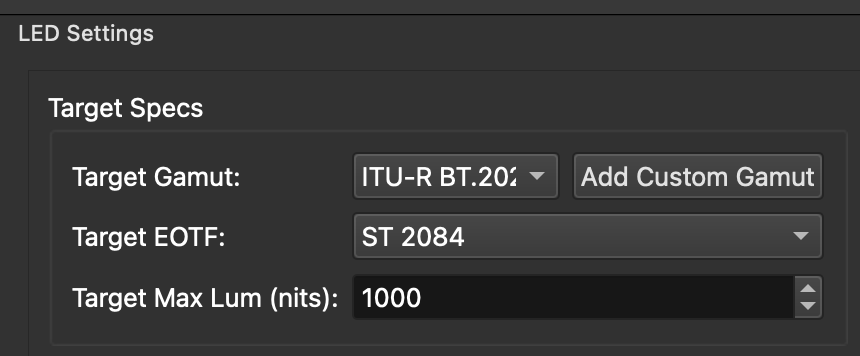 LED Settings
Target Specs
Target Gamut: ITU-R BT.202 Add Custom Gamut
Target EOTF: ST 2084
Target Max Lum (nits): 1000